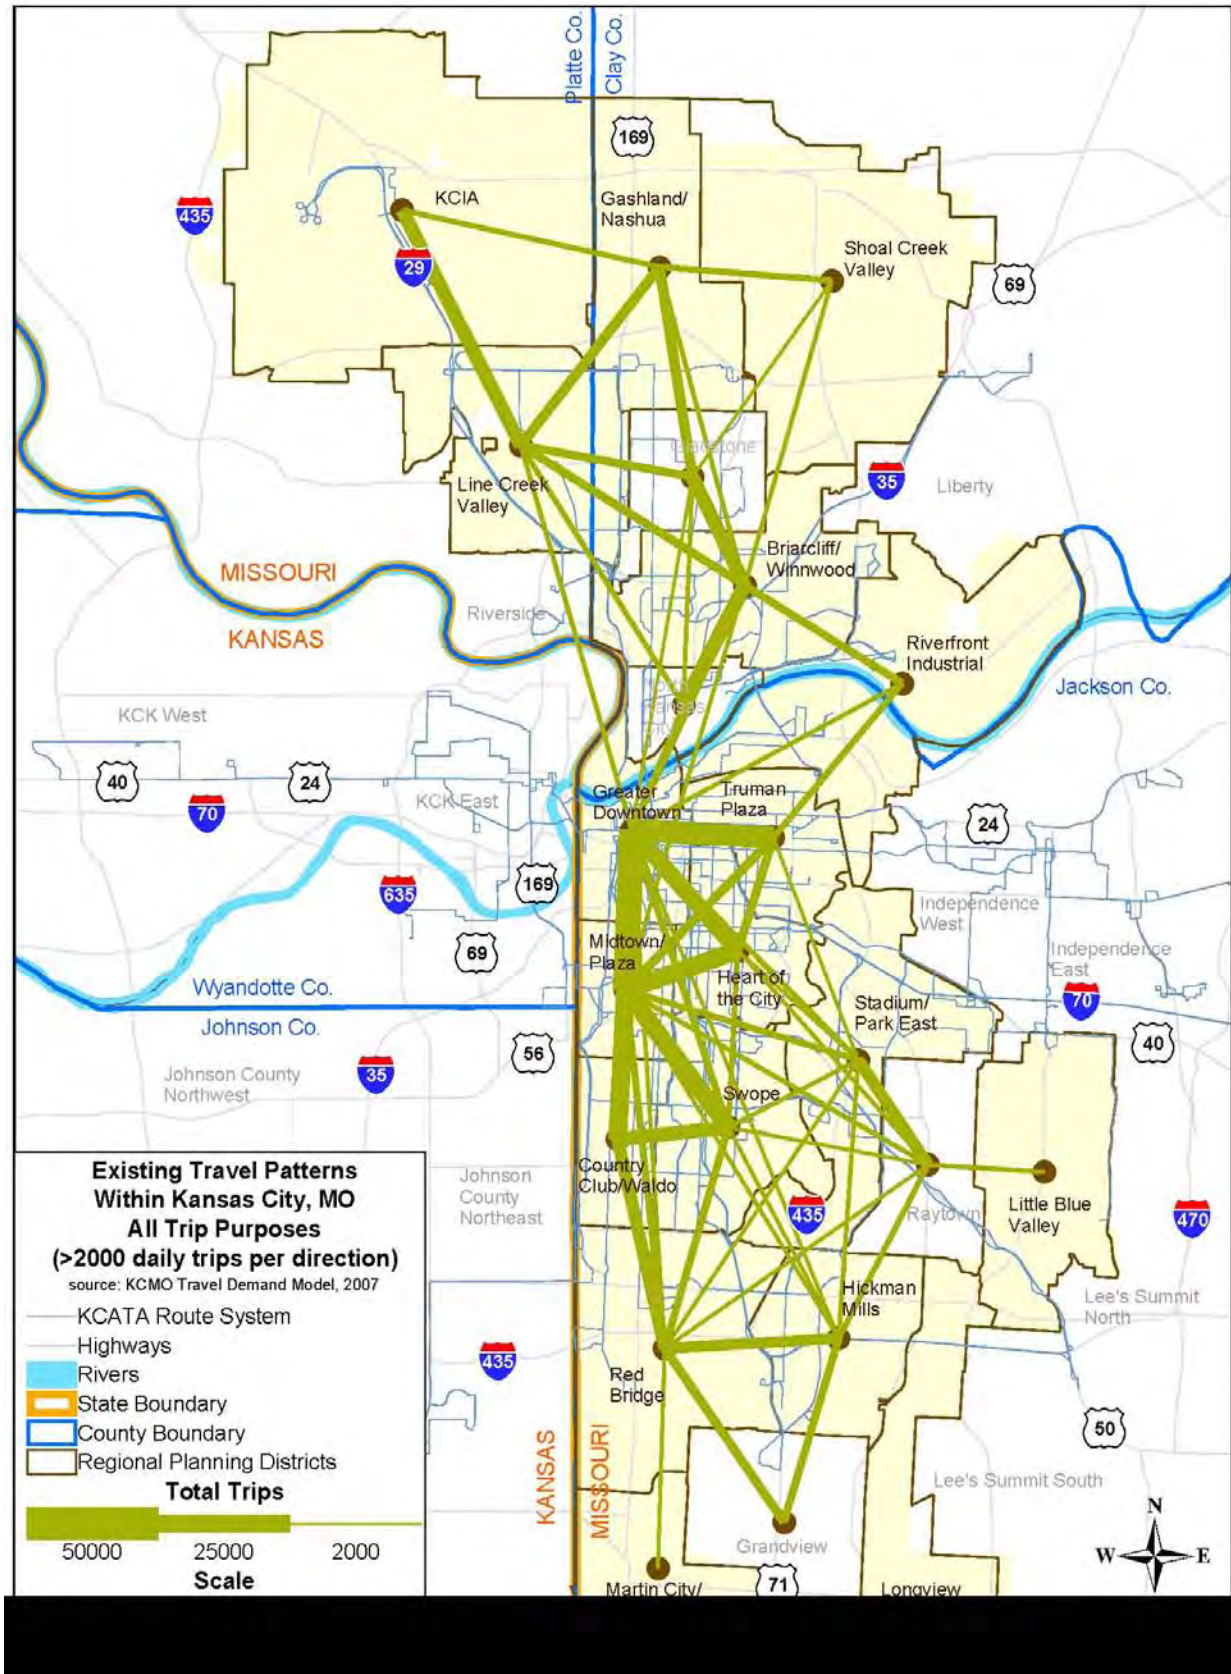 Platte Co.
Clay Co.
169
KCIA
Gashland/
Nashua
435
29
Shoal Creek
Valley
69
Gladstone
Line Creek
Valley
35
Liberty
Briarcliff/
Winnwood
MISSOURI
KANSAS
Riverside
Riverfront
Industrial
Jackson Co.
North
Kansas
City
KCK West
40
24
70
KCK East
Greater
Downtown
Truman
Plaza
24
635
169
Independence
West
69
Midtown/
Plaza
Heart of
the City
Independence
East
Wyandotte Co.
Johnson Co.
Stadium/
Park East
70
40
56
Johnson County
Northwest
35
Swope
Country
Club/Waldo
Johnson
County
Northeast
435
Raytown
Little Blue
Valley
470
Hickman
Mills
Lee's Summit
North
435
Red
Bridge
50
KANSAS
MISSOURI
Lee's Summit South
Grandview
71
Martin City/
Longview
N
W
E
S
Existing Travel Patterns
Within Kansas City, MO
All Trip Purposes
(>2000 daily trips per direction)
source: KCMO Travel Demand Model, 2007
KCATA Route System
Highways
Rivers
State Boundary
County Boundary
Regional Planning Districts
Total Trips
50000 25000 2000
Scale